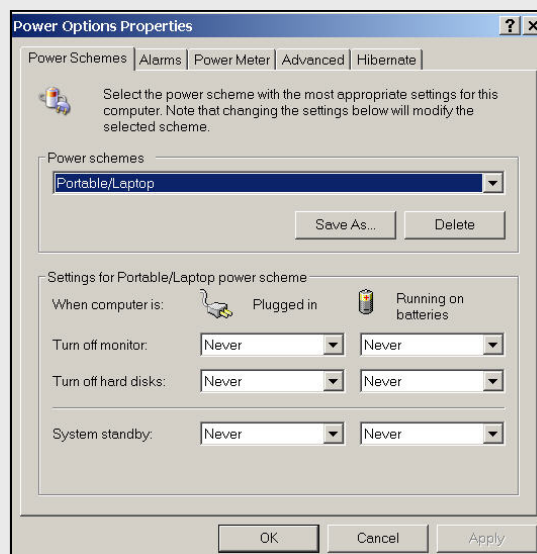 Power Options Properties
Power Schemes Alarms Power Meter Advanced Hibernate
Select the power scheme with the most appropriate settings for this
computer. Note that changing the settings below will modify the
selected scheme.
Power schemes
Portable/Laptop
Save As... Delete
Settings for Portable/Laptop power scheme
When computer is: Plugged in Running on
batteries
Turn off monitor: Never Never
Turn off hard disks: Never Never
System standby: Never Never
OK Cancel Apply